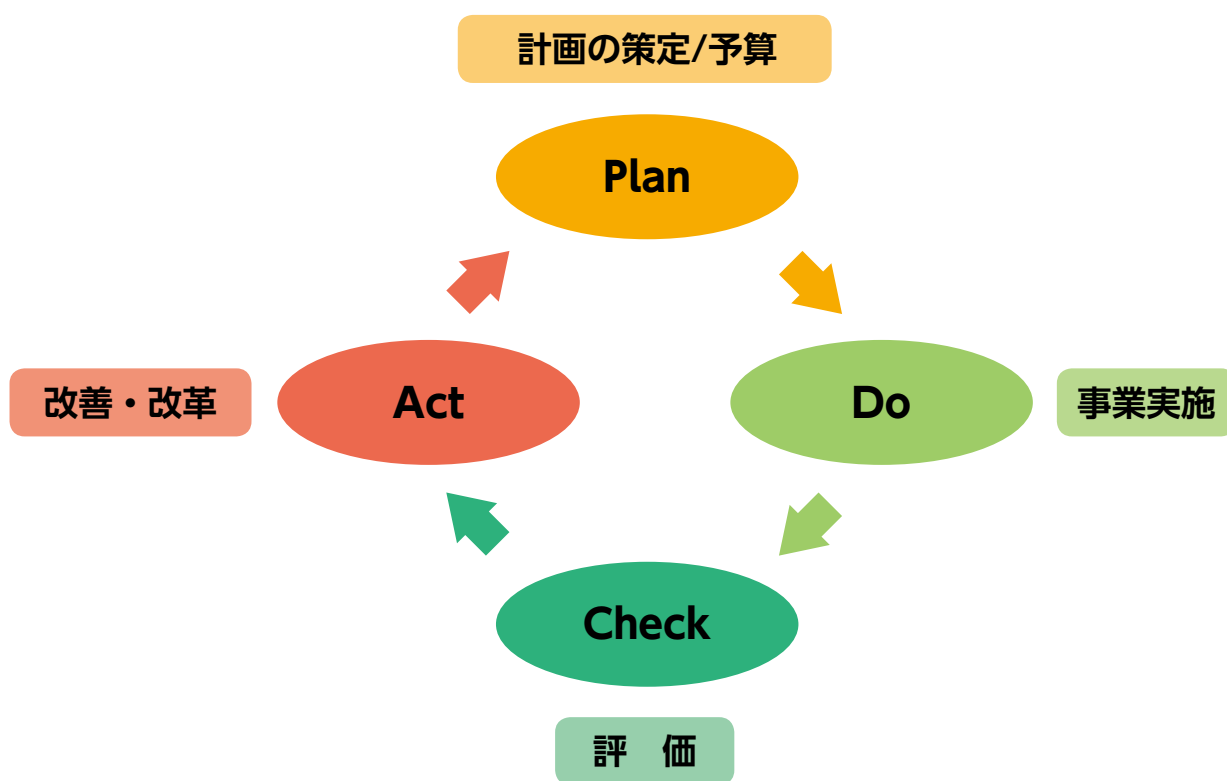 計画の策定/予算
Plan
改善・改革
Act
Do
事業実施
Check
評　価